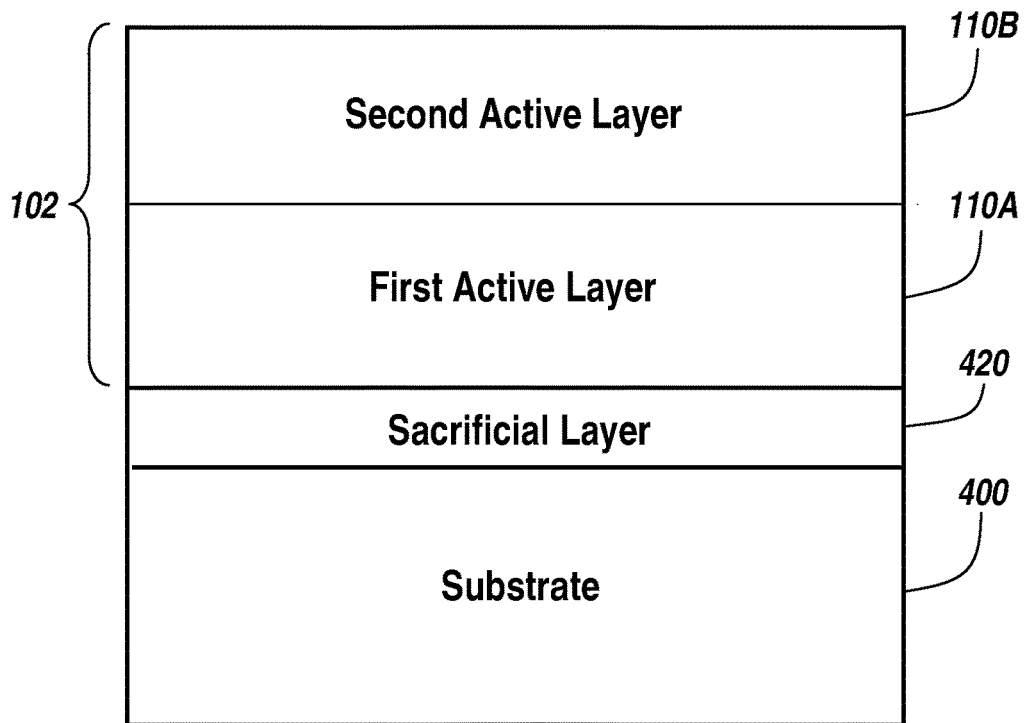 110B
Second Active Layer
102
110A
First Active Layer
420
Sacrificial Layer
400
Substrate